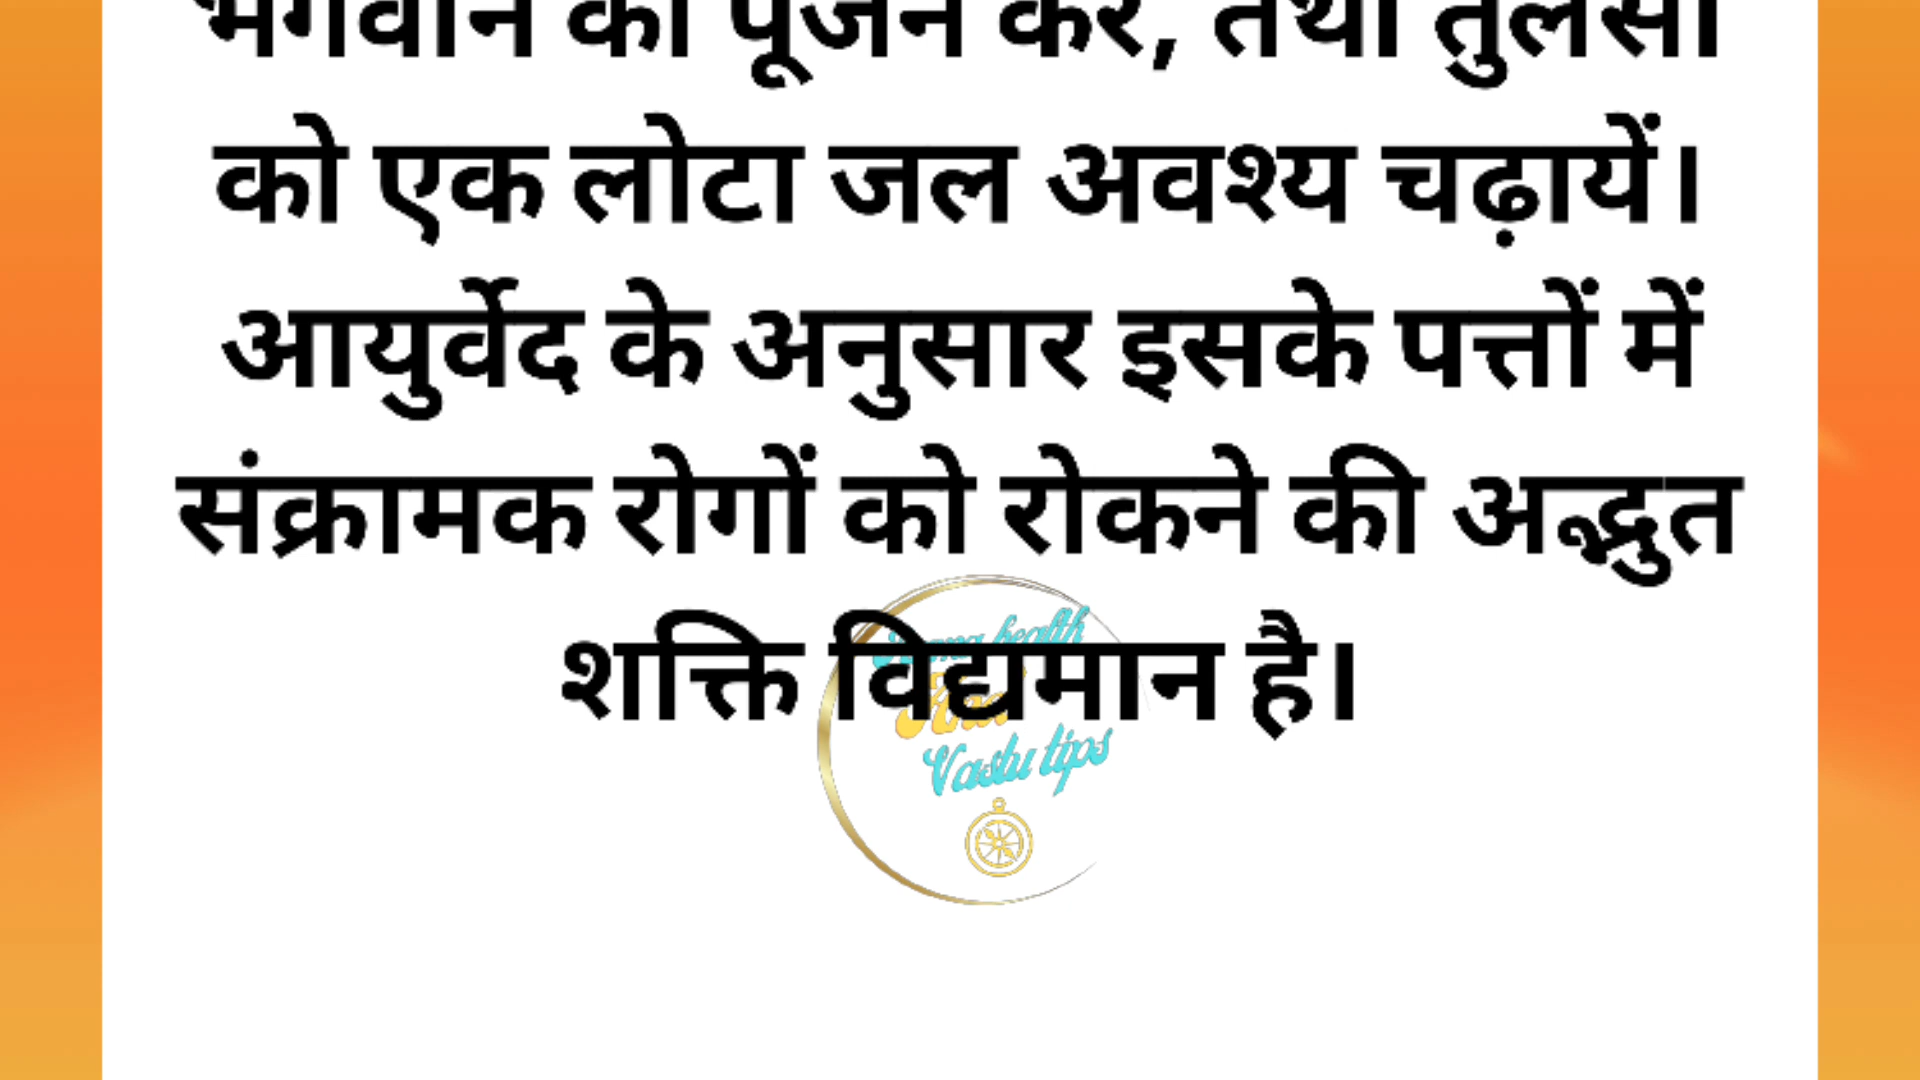 भगवान का पूजन करें, तथा तुलसी
को एक लोटा जल अवश्य चढ़ायें।
आयुर्वेद के अनुसार इसके पत्तों में
संक्रामक रोगों को रोकने की अद्भुत
शक्ति विद्यमान है।
health
Vastu tips